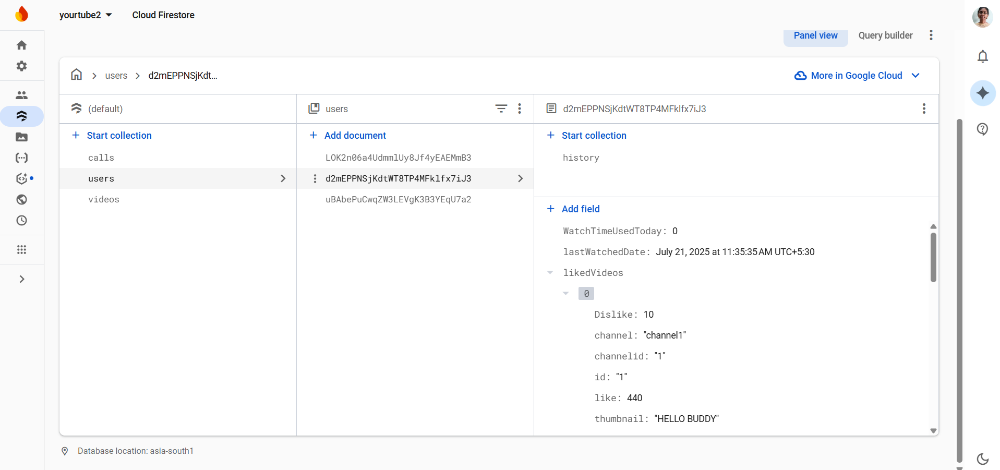 yourtube2
Cloud Firestore
Panel view
Query builder
users
d2mEPPNSjKdt...
More in Google Cloud
(default)
users
d2mEPPNSjKdtWT8TP4MFklfx7iJ3
Start collection
Add document
Start collection
calls
LOK2n06a4UdmmlUy8Jf4yEAEMmB3
history
users
d2mEPPNSjKdtWT8TP4MFklfx7iJ3
videos
uBAbePuCwqZW3LEVgK3B3YEqU7a2
Add field
WatchTimeUsedToday: 0
lastWatchedDate: July 21, 2025 at 11:35:35 AM UTC+5:30
likedVideos
0
Dislike: 10
channel: "channel1"
channelid: "1"
id: "1"
like: 440
thumbnail: "HELLO BUDDY"
Database location: asia-south1